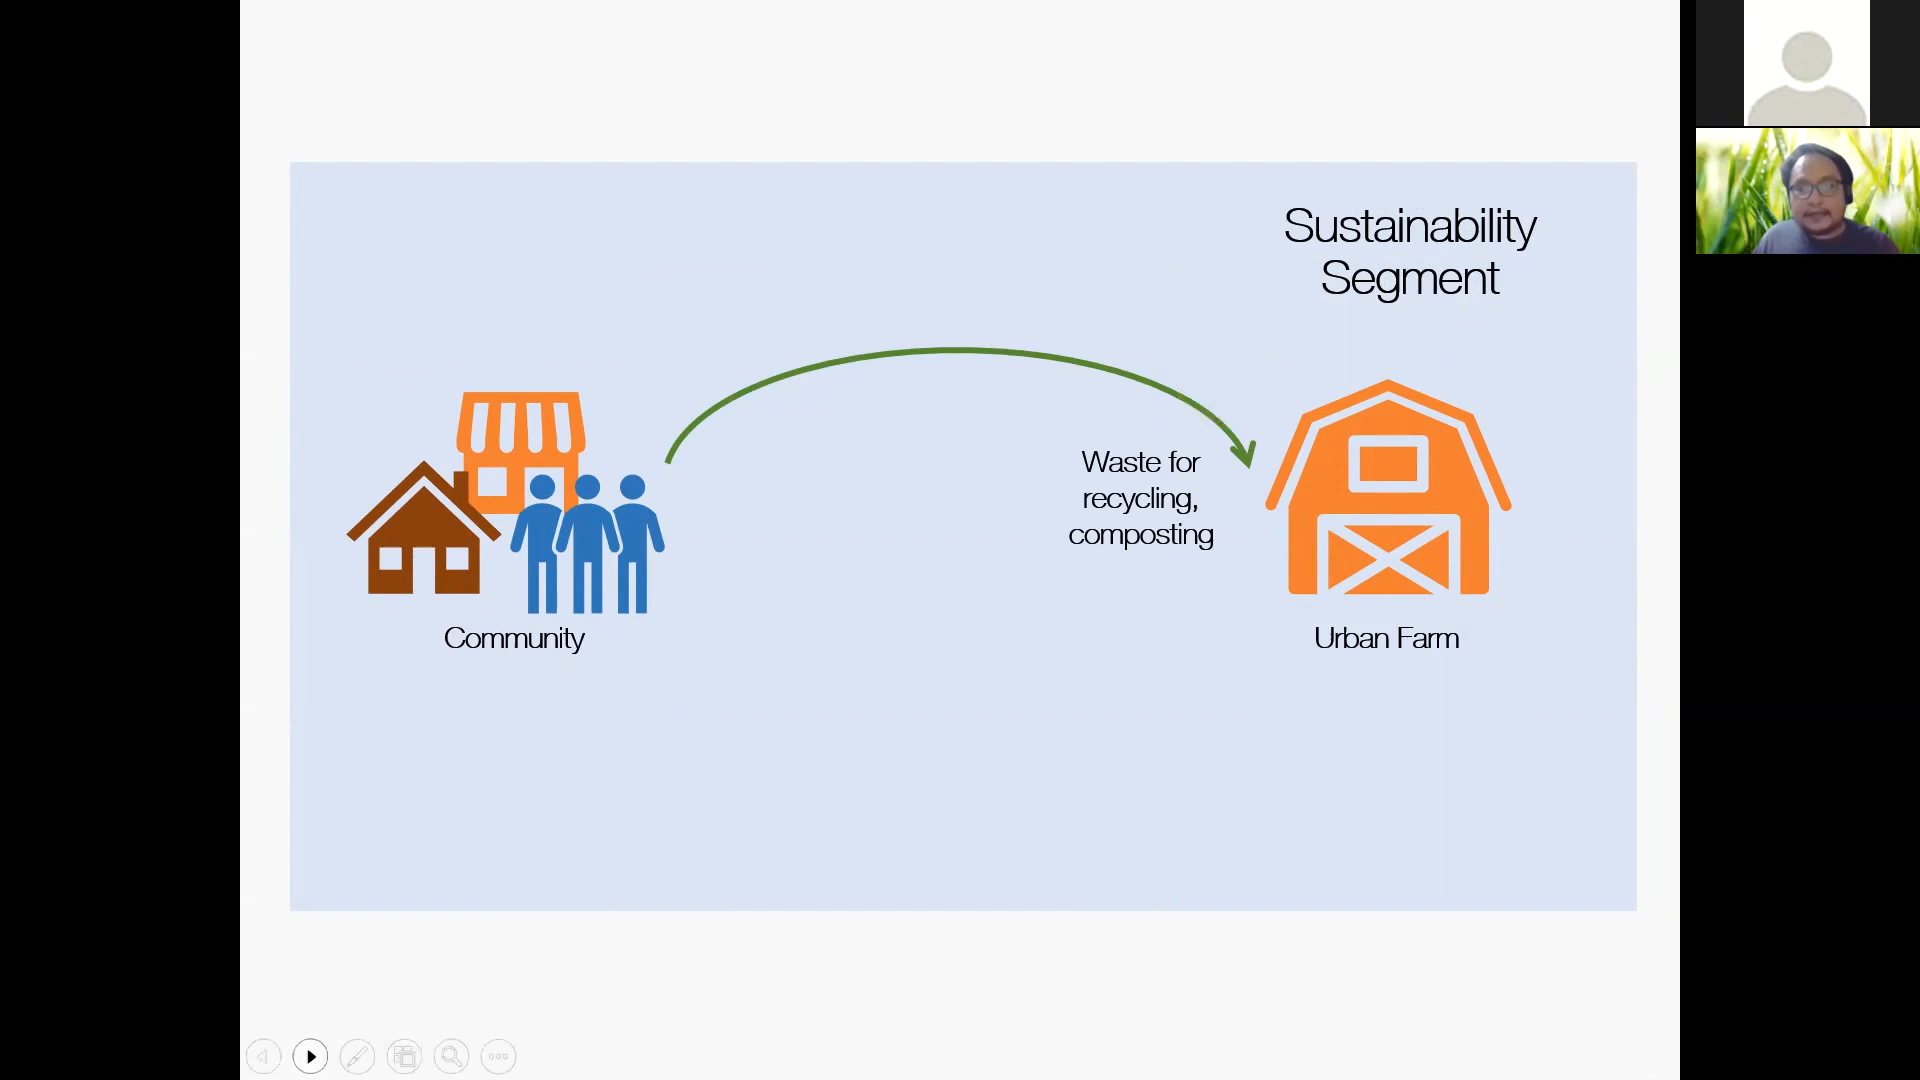 Sustainability
Segment
Waste for
recycling,
composting
Community
Urban Farm